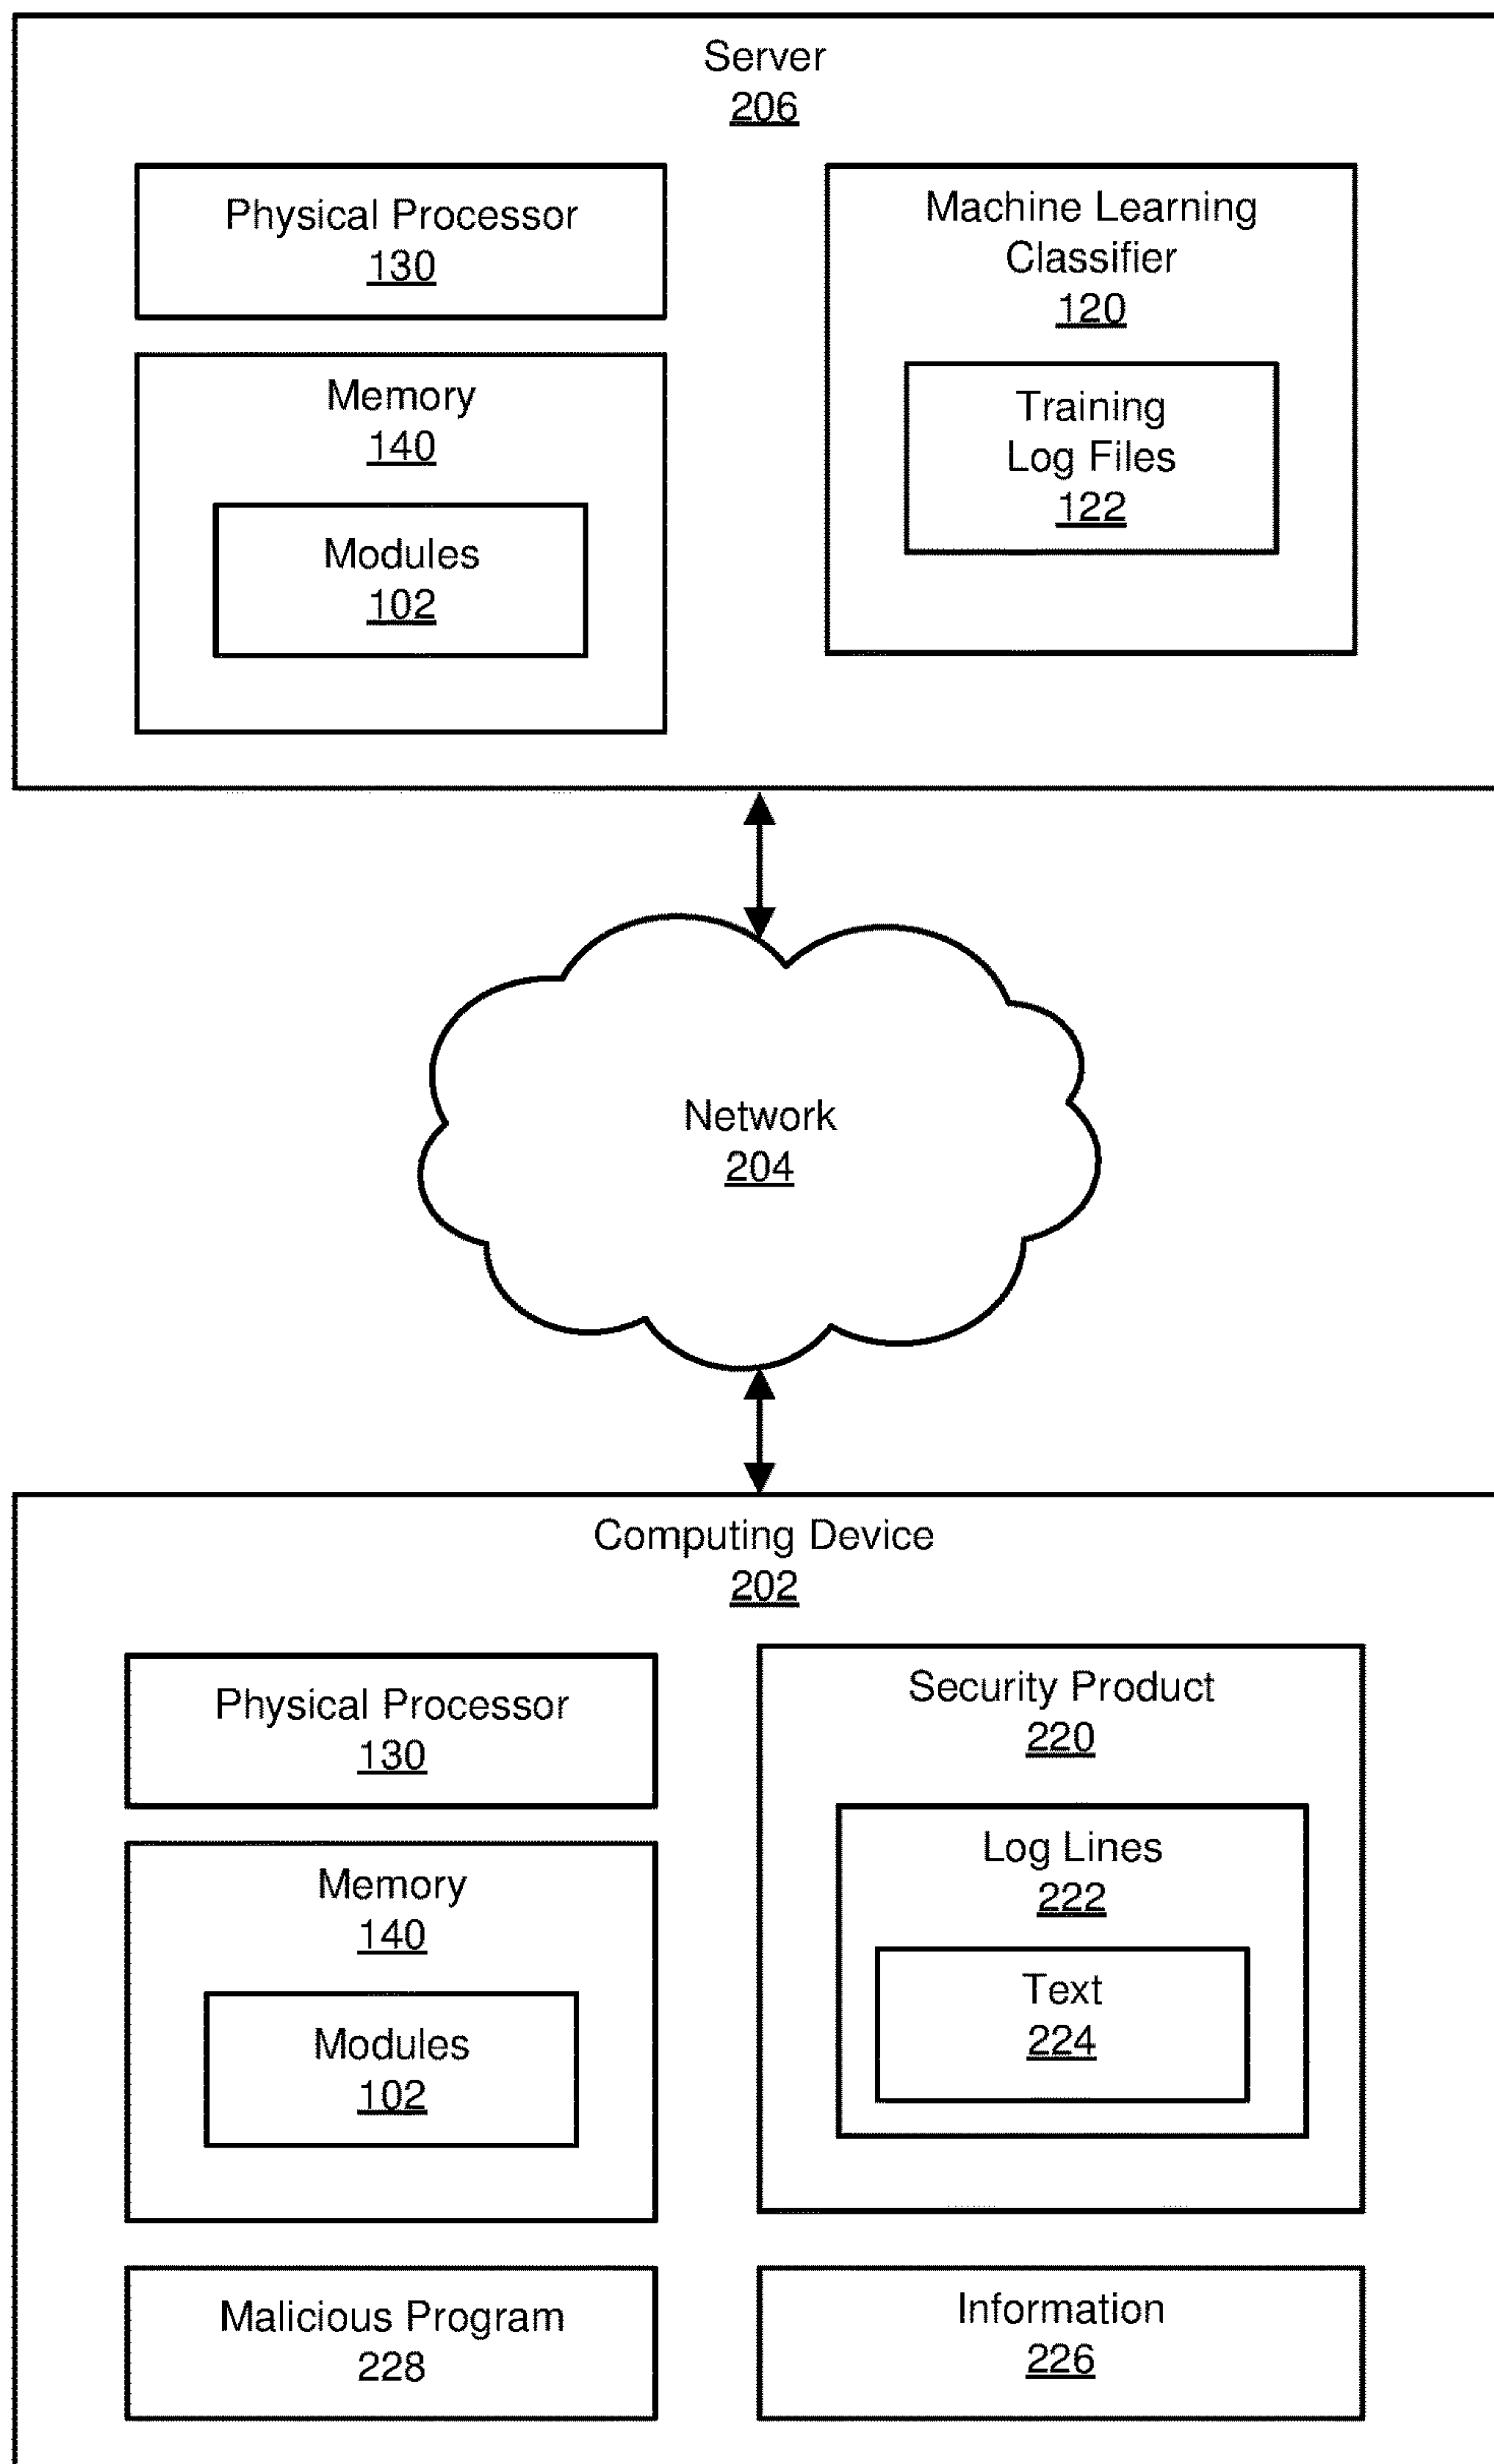 Server
206
Physical Processor
130
Memory
140
Modules
102
Machine Learning
Classifier
120
Training
Log Files
122
Network
204
Computing Device
202
Physical Processor
130
Memory
140
Modules
102
Malicious Program
228
Security Product
220
Log Lines
222
Text
224
Information
226